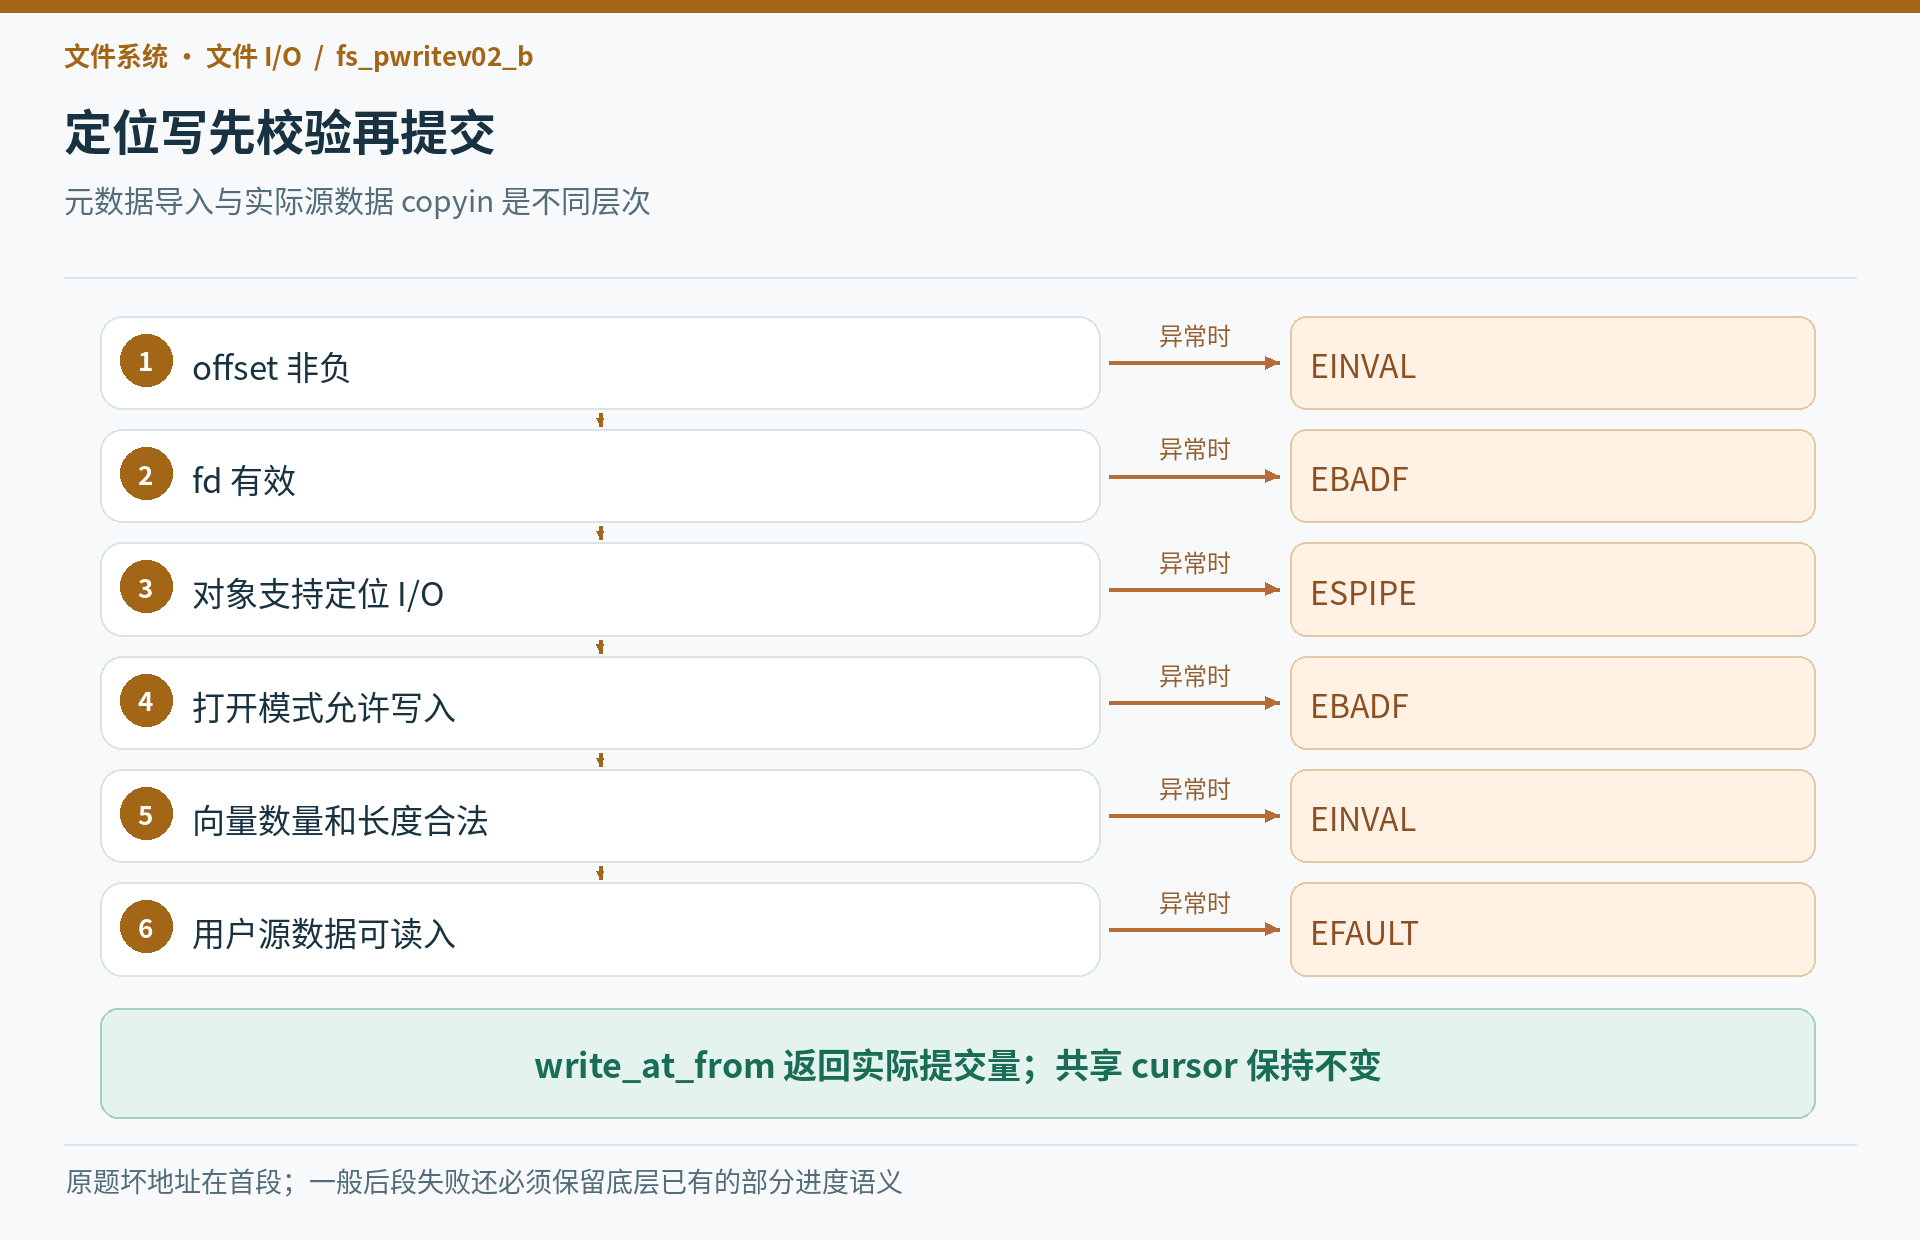 文件系统 · 文件 I/O / fs_pwritev02_b
定位写先校验再提交
元数据导入与实际源数据 copyin 是不同层次
1 offset 非负
异常时
EINVAL
2 fd 有效
异常时
EBADF
3 对象支持定位 I/O
异常时
ESPIPE
4 打开模式允许写入
异常时
EBADF
5 向量数量和长度合法
异常时
EINVAL
6 用户源数据可读入
异常时
EFAULT
write_at_from 返回实际提交量；共享 cursor 保持不变
原题坏地址在首段；一般后段失败还必须保留底层已有的部分进度语义